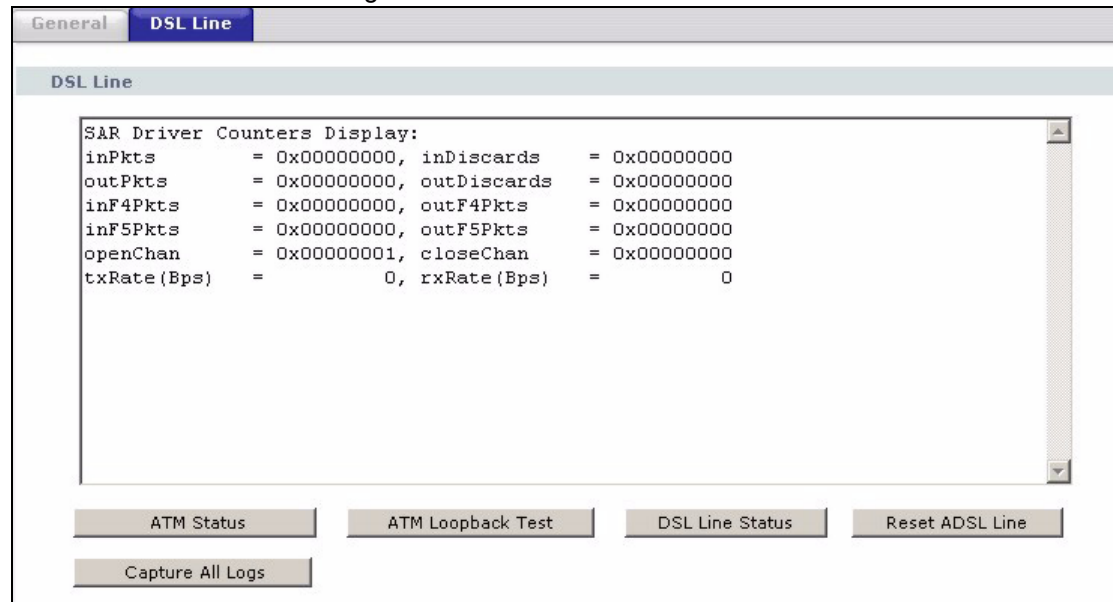 General DSL Line
DSL Line
SAR Driver Counters Display:
inPkts = 0x00000000, inDiscards = 0x00000000
outPkts = 0x00000000, outDiscards = 0x00000000
inF4Pkts = 0x00000000, outF4Pkts = 0x00000000
inF5Pkts = 0x00000000, outF5Pkts = 0x00000000
openChan = 0x00000001, closeChan = 0x00000000
txRate(Bps) = 0, rxRate(Bps) = 0
ATM Status ATM Loopback Test DSL Line Status Reset ADSL Line
Capture All Logs